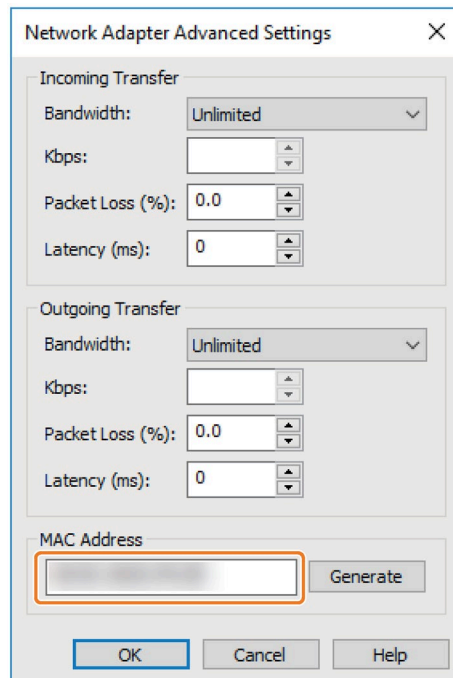 Network Adapter Advanced Settings
Incoming Transfer
Bandwidth: Unlimited
Kbps:
Packet Loss (%): 0.0
Latency (ms): 0
Outgoing Transfer
Bandwidth: Unlimited
Kbps:
Packet Loss (%): 0.0
Latency (ms): 0
MAC Address
Generate
OK Cancel Help